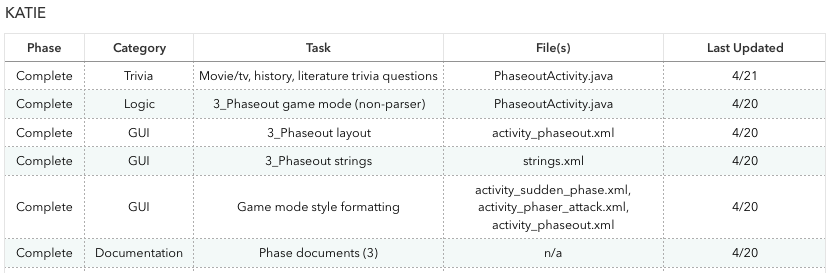 KATIE
Phase Category Task File(s) Last Updated
Complete Trivia Movie/tv, history, literature trivia questions PhaseoutActivity.java 4/21
Complete Logic 3_Phaseout game mode (non-parser) PhaseoutActivity.java 4/20
Complete GUI 3_Phaseout layout activity_phaseout.xml 4/20
Complete GUI 3_Phaseout strings strings.xml 4/20
Complete GUI Game mode style formatting activity_sudden_phase.xml, activity_phaser_attack.xml, activity_phaseout.xml 4/20
Complete Documentation Phase documents (3) n/a 4/20